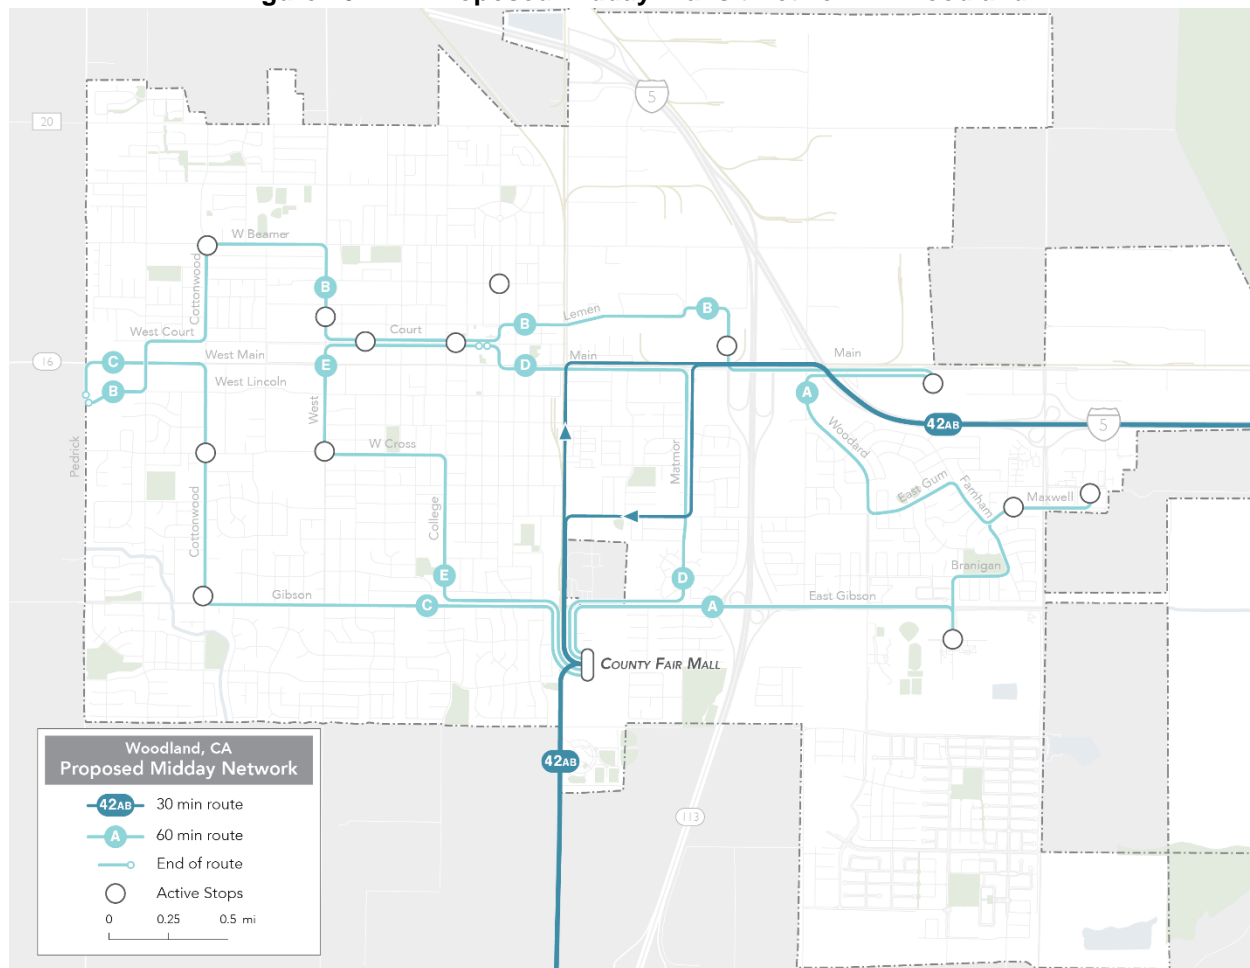 5
20
W Beamer
Cottonwood
B
B
B
Lemen
West Court
Court
16
C
West Main
E
D
Main
Main
West Lincoln
B
A
West
Woodard
42AB
5
Pedrick
W Cross
Matmor
East Gum
Farnham
Maxwell
Cottonwood
College
E
D
Branigan
Gibson
C
A
East Gibson
COUNTY FAIR MALL
42AB
113
Woodland, CA
Proposed Midday Network
42AB 30 min route
A 60 min route
End of route
Active Stops
0 0.25 0.5 mi